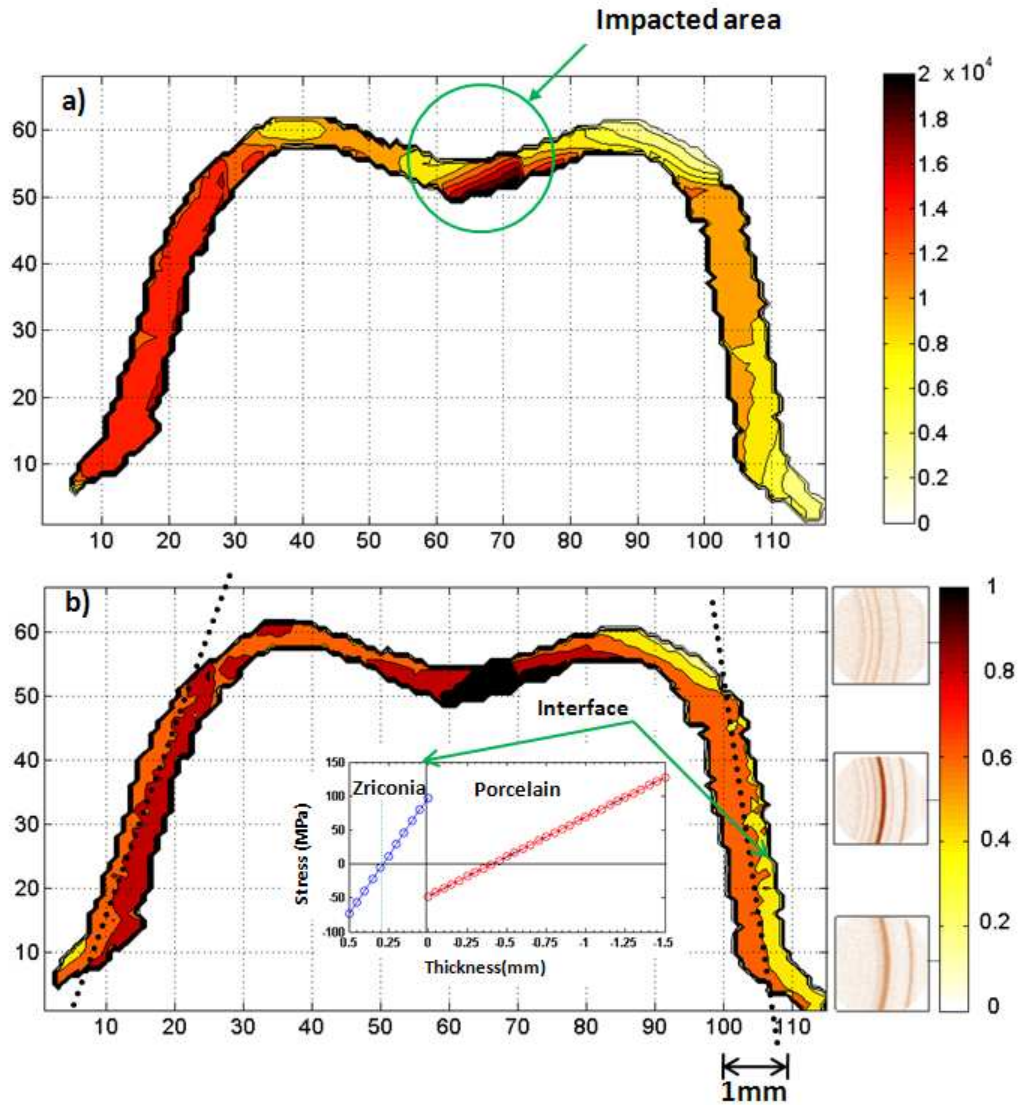 Impacted area
a)
2 x 10⁴
1.8
1.6
1.4
1.2
1
0.8
0.6
0.4
0.2
0
60
50
40
30
20
10
10 20 30 40 50 60 70 80 90 100 110
b)
1
0.8
0.6
0.4
0.2
0
60
50
40
30
20
10
Interface
150
100
50
0
-50
-100
Zriconia
Porcelain
Stress (MPa)
0.5 0.25 0 0.25 -0.5 -0.75 -1 -1.25 -1.5
Thickness(mm)
10 20 30 40 50 60 70 80 90 100 110
1mm